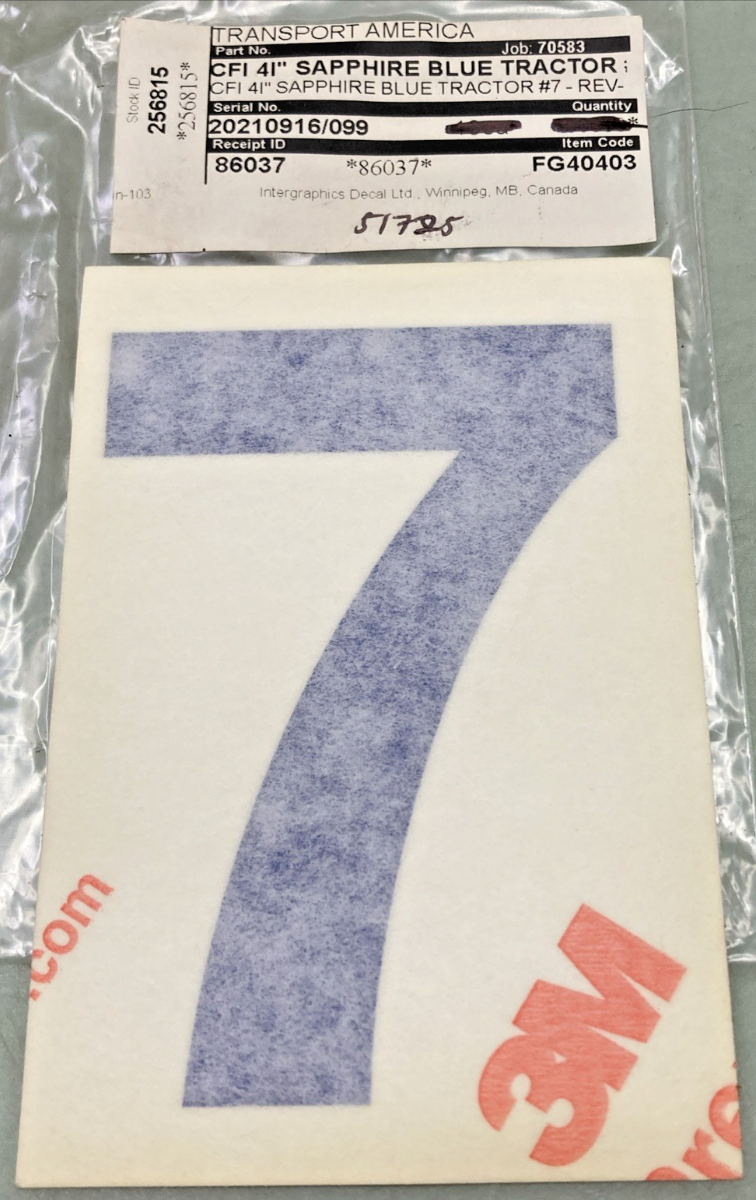 TRANSPORT AMERICA
Part No. Job: 70583
CFI 4I" SAPPHIRE BLUE TRACTOR
CFI 4I" SAPPHIRE BLUE TRACTOR #7 - REV-
Serial No. Quantity
20210916/099
Receipt ID Item Code
86037 *86037* FG40403
Stock ID
256815
*256815*
in-103
Intergraphics Decal Ltd., Winnipeg, MB, Canada
7
.com
3M